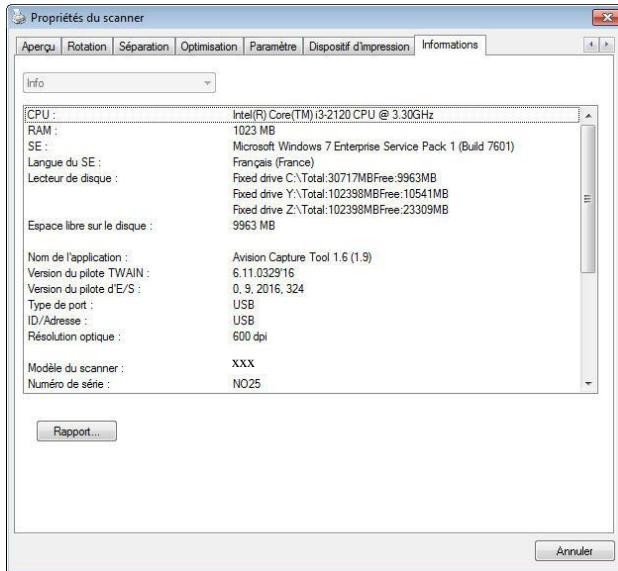 Propriétés du scanner
Aperçu Rotation Séparation Optimisation Paramètre Dispositif d'impression Informations
Info
CPU : Intel(R) Core(TM) i3-2120 CPU @ 3.30GHz
RAM : 1023 MB
SE : Microsoft Windows 7 Enterprise Service Pack 1 (Build 7601)
Langue du SE : Français (France)
Lecteur de disque : Fixed drive C:\Total:30717MBFree:9963MB
Fixed drive Y:\Total:102398MBFree:10541MB
Fixed drive Z:\Total:102398MBFree:23309MB
Espace libre sur le disque : 9963 MB
Nom de l'application : Avision Capture Tool 1.6 (1.9)
Version du pilote TWAIN : 6.11.0329'16
Version du pilote d'E/S : 0, 9, 2016, 324
Type de port : USB
ID/Adresse : USB
Résolution optique : 600 dpi
Modèle du scanner : XXX
Numéro de série : NO25
Rapport...
Annuler